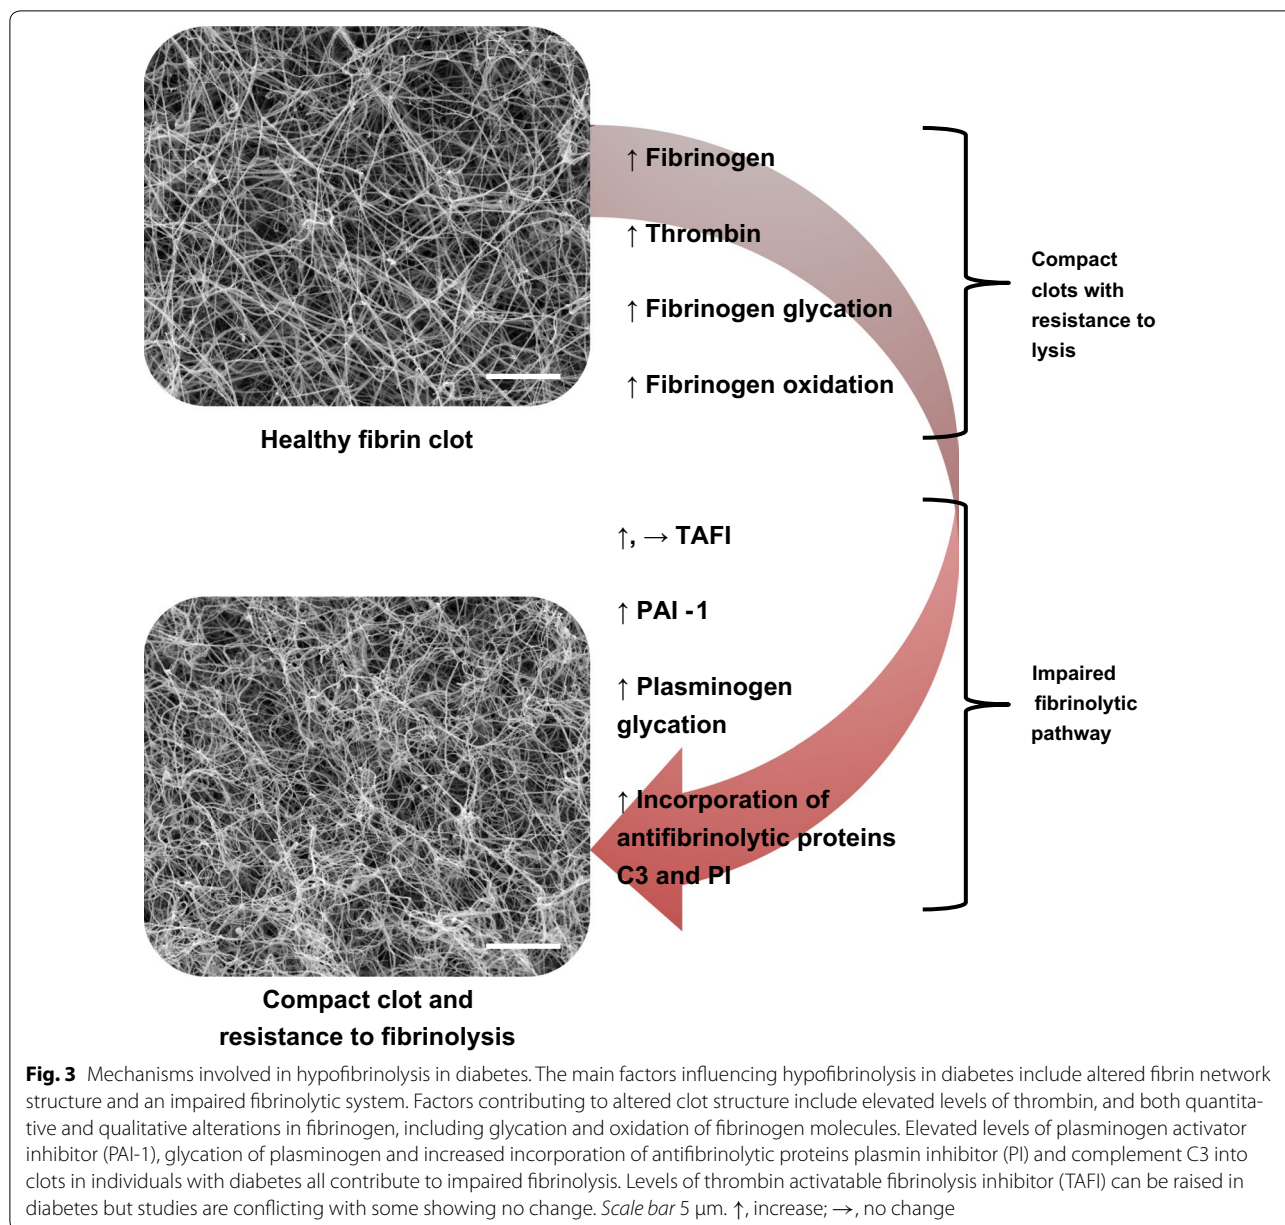 ↑ Fibrinogen
↑ Thrombin
↑ Fibrinogen glycation
↑ Fibrinogen oxidation
Compact
clots with
resistance to
lysis
Healthy fibrin clot
↑, → TAFI
↑ PAI -1
↑ Plasminogen
glycation
↑ Incorporation of
antifibrinolytic proteins
C3 and PI
Impaired
fibrinolytic
pathway
Compact clot and
resistance to fibrinolysis
Fig. 3 Mechanisms involved in hypofibrinolysis in diabetes. The main factors influencing hypofibrinolysis in diabetes include altered fibrin network
structure and an impaired fibrinolytic system. Factors contributing to altered clot structure include elevated levels of thrombin, and both quantita-
tive and qualitative alterations in fibrinogen, including glycation and oxidation of fibrinogen molecules. Elevated levels of plasminogen activator
inhibitor (PAI-1), glycation of plasminogen and increased incorporation of antifibrinolytic proteins plasmin inhibitor (PI) and complement C3 into
clots in individuals with diabetes all contribute to impaired fibrinolysis. Levels of thrombin activatable fibrinolysis inhibitor (TAFI) can be raised in
diabetes but studies are conflicting with some showing no change. Scale bar 5 μm. ↑, increase; →, no change